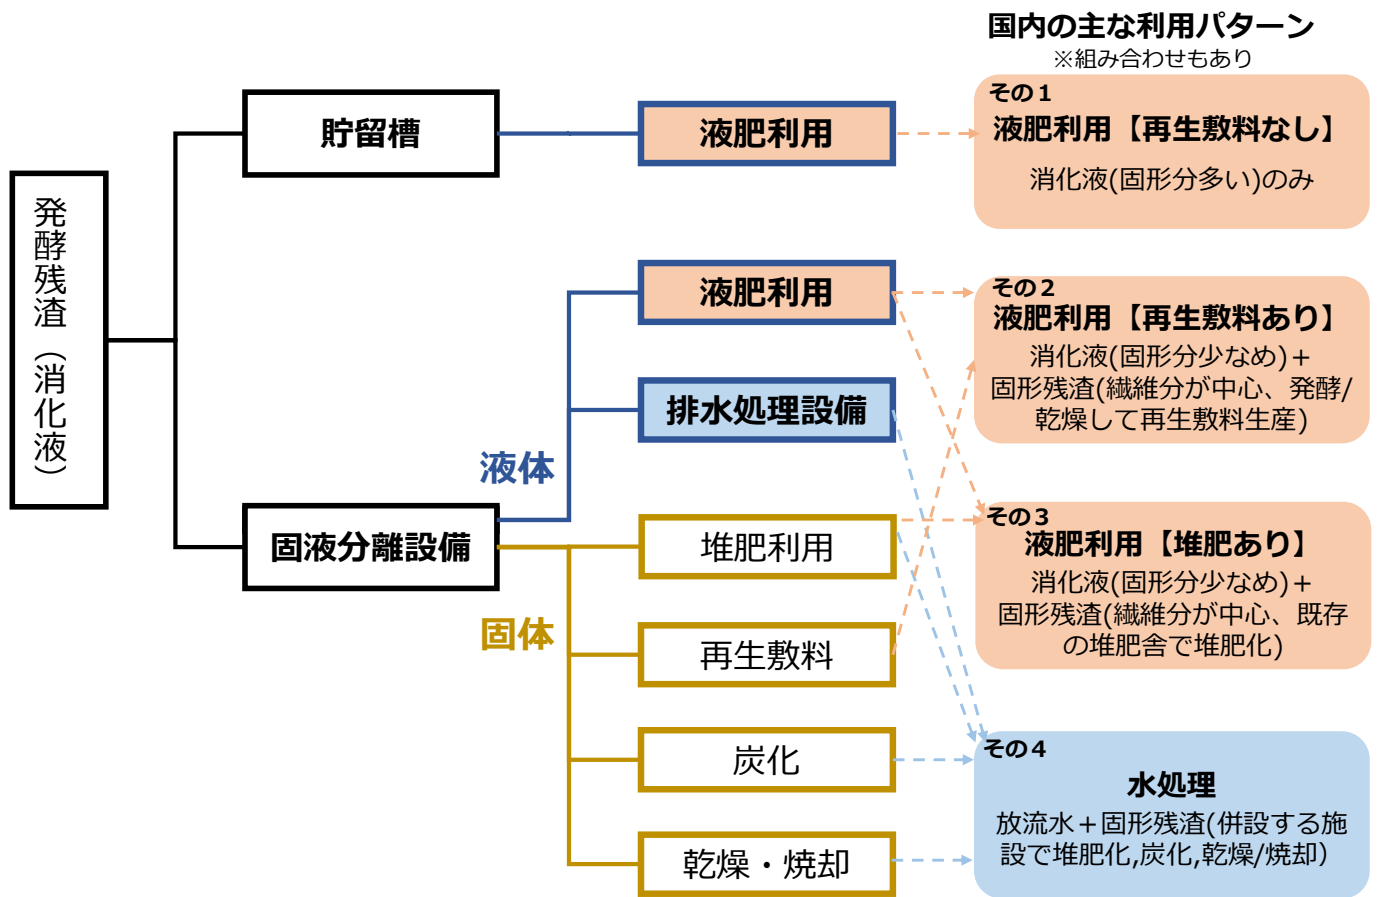 国内の主な利用パターン
※組み合わせもあり
発酵残渣（消化液）
貯留槽
液肥利用
その１
液肥利用【再生敷料なし】
消化液(固形分多い)のみ
固液分離設備
液体
液肥利用
排水処理設備
固体
堆肥利用
再生敷料
炭化
乾燥・焼却
その２
液肥利用【再生敷料あり】
消化液(固形分少なめ)＋
固形残渣(繊維分が中心、発酵/
乾燥して再生敷料生産)
その３
液肥利用【堆肥あり】
消化液(固形分少なめ)＋
固形残渣(繊維分が中心、既存
の堆肥舎で堆肥化)
その４
水処理
放流水＋固形残渣(併設する施
設で堆肥化,炭化,乾燥/焼却）